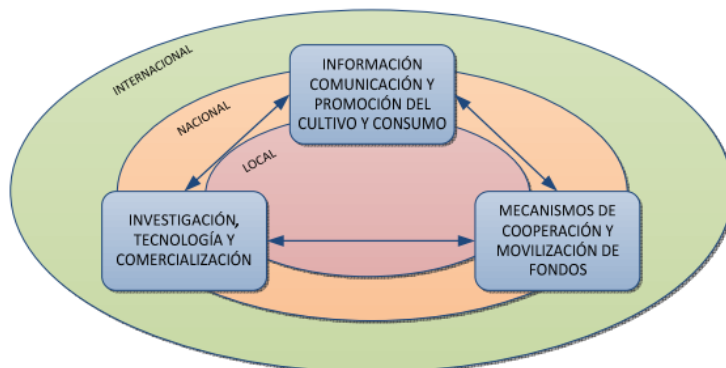 INTERNACIONAL
NACIONAL
LOCAL
INFORMACIÓN
COMUNICACIÓN Y
PROMOCIÓN DEL
CULTIVO Y CONSUMO
INVESTIGACIÓN,
TECNOLOGÍA Y
COMERCIALIZACIÓN
MECANISMOS DE
COOPERACIÓN Y
MOVILIZACIÓN DE
FONDOS